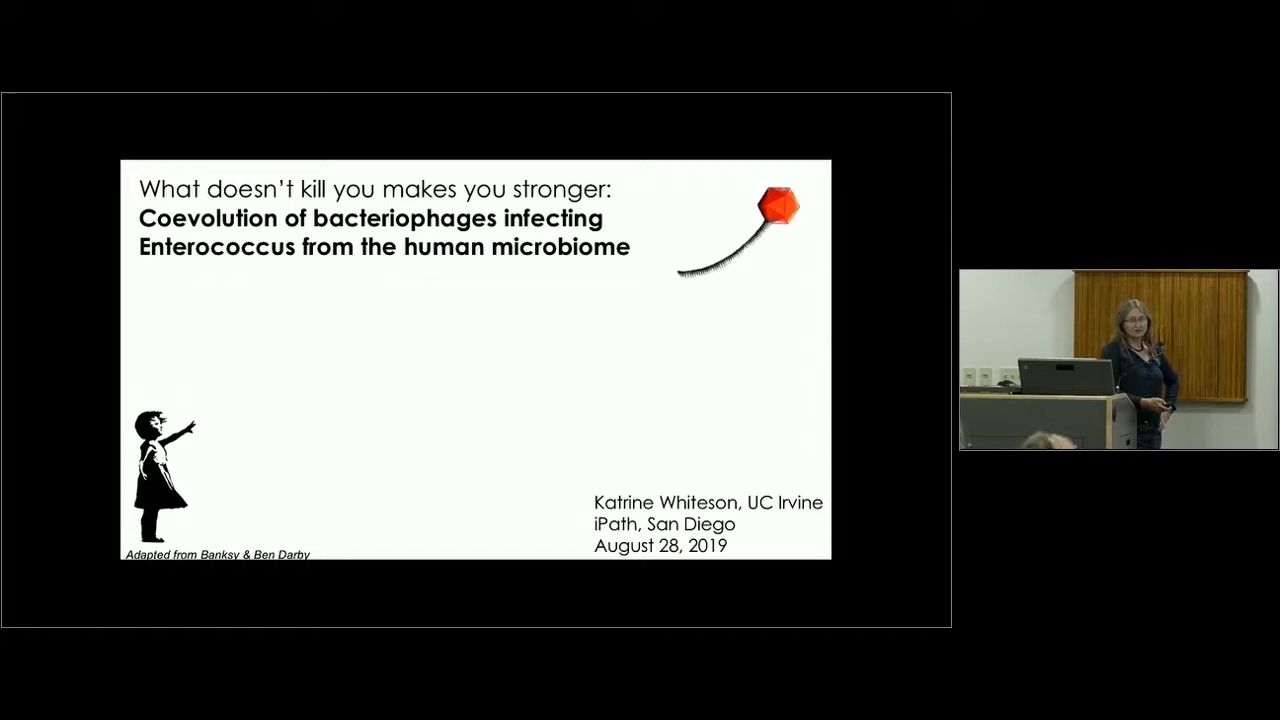 What doesn't kill you makes you stronger:
Coevolution of bacteriophages infecting
Enterococcus from the human microbiome
Katrine Whiteson, UC Irvine
iPath, San Diego
August 28, 2019
Adapted from Banksy & Ben Darby